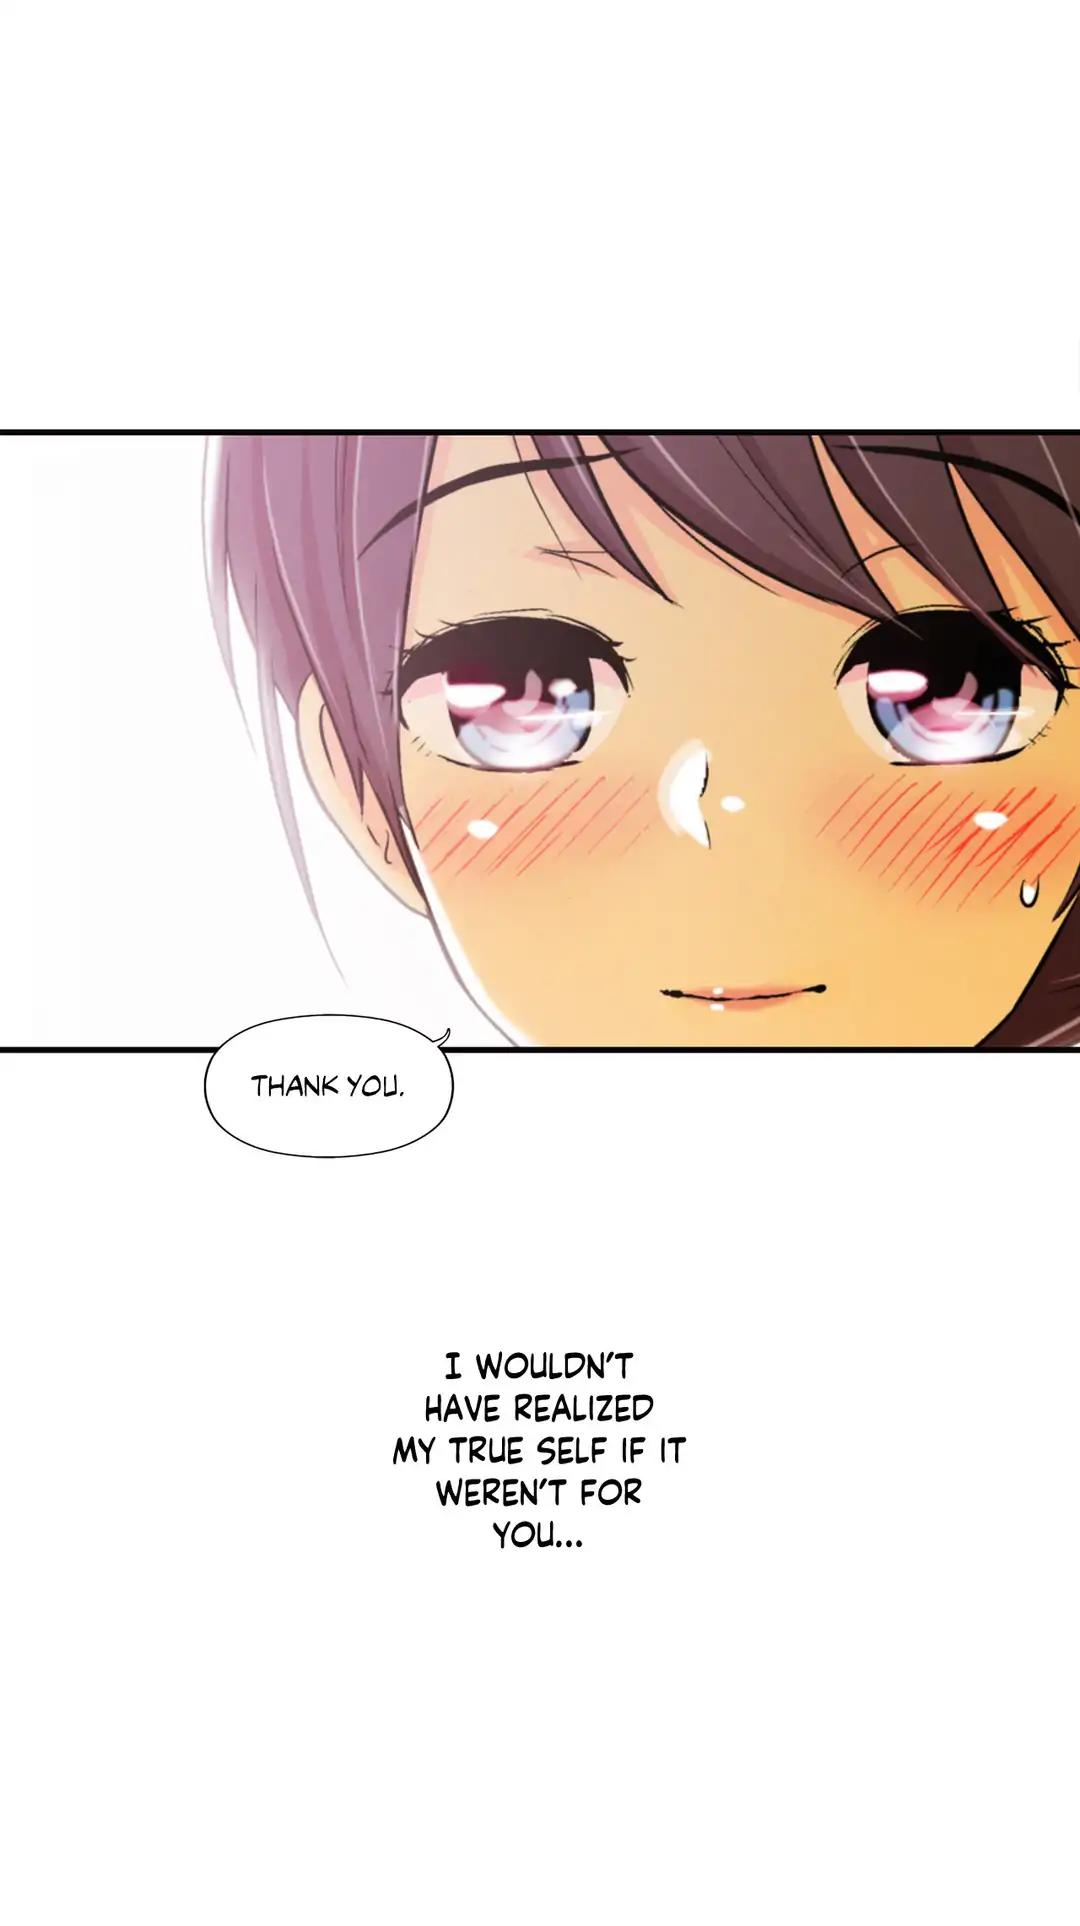 THANK YOU.
I WOULDN'T
HAVE REALIZED
MY TRUE SELF IF IT
WEREN'T FOR
YOU...